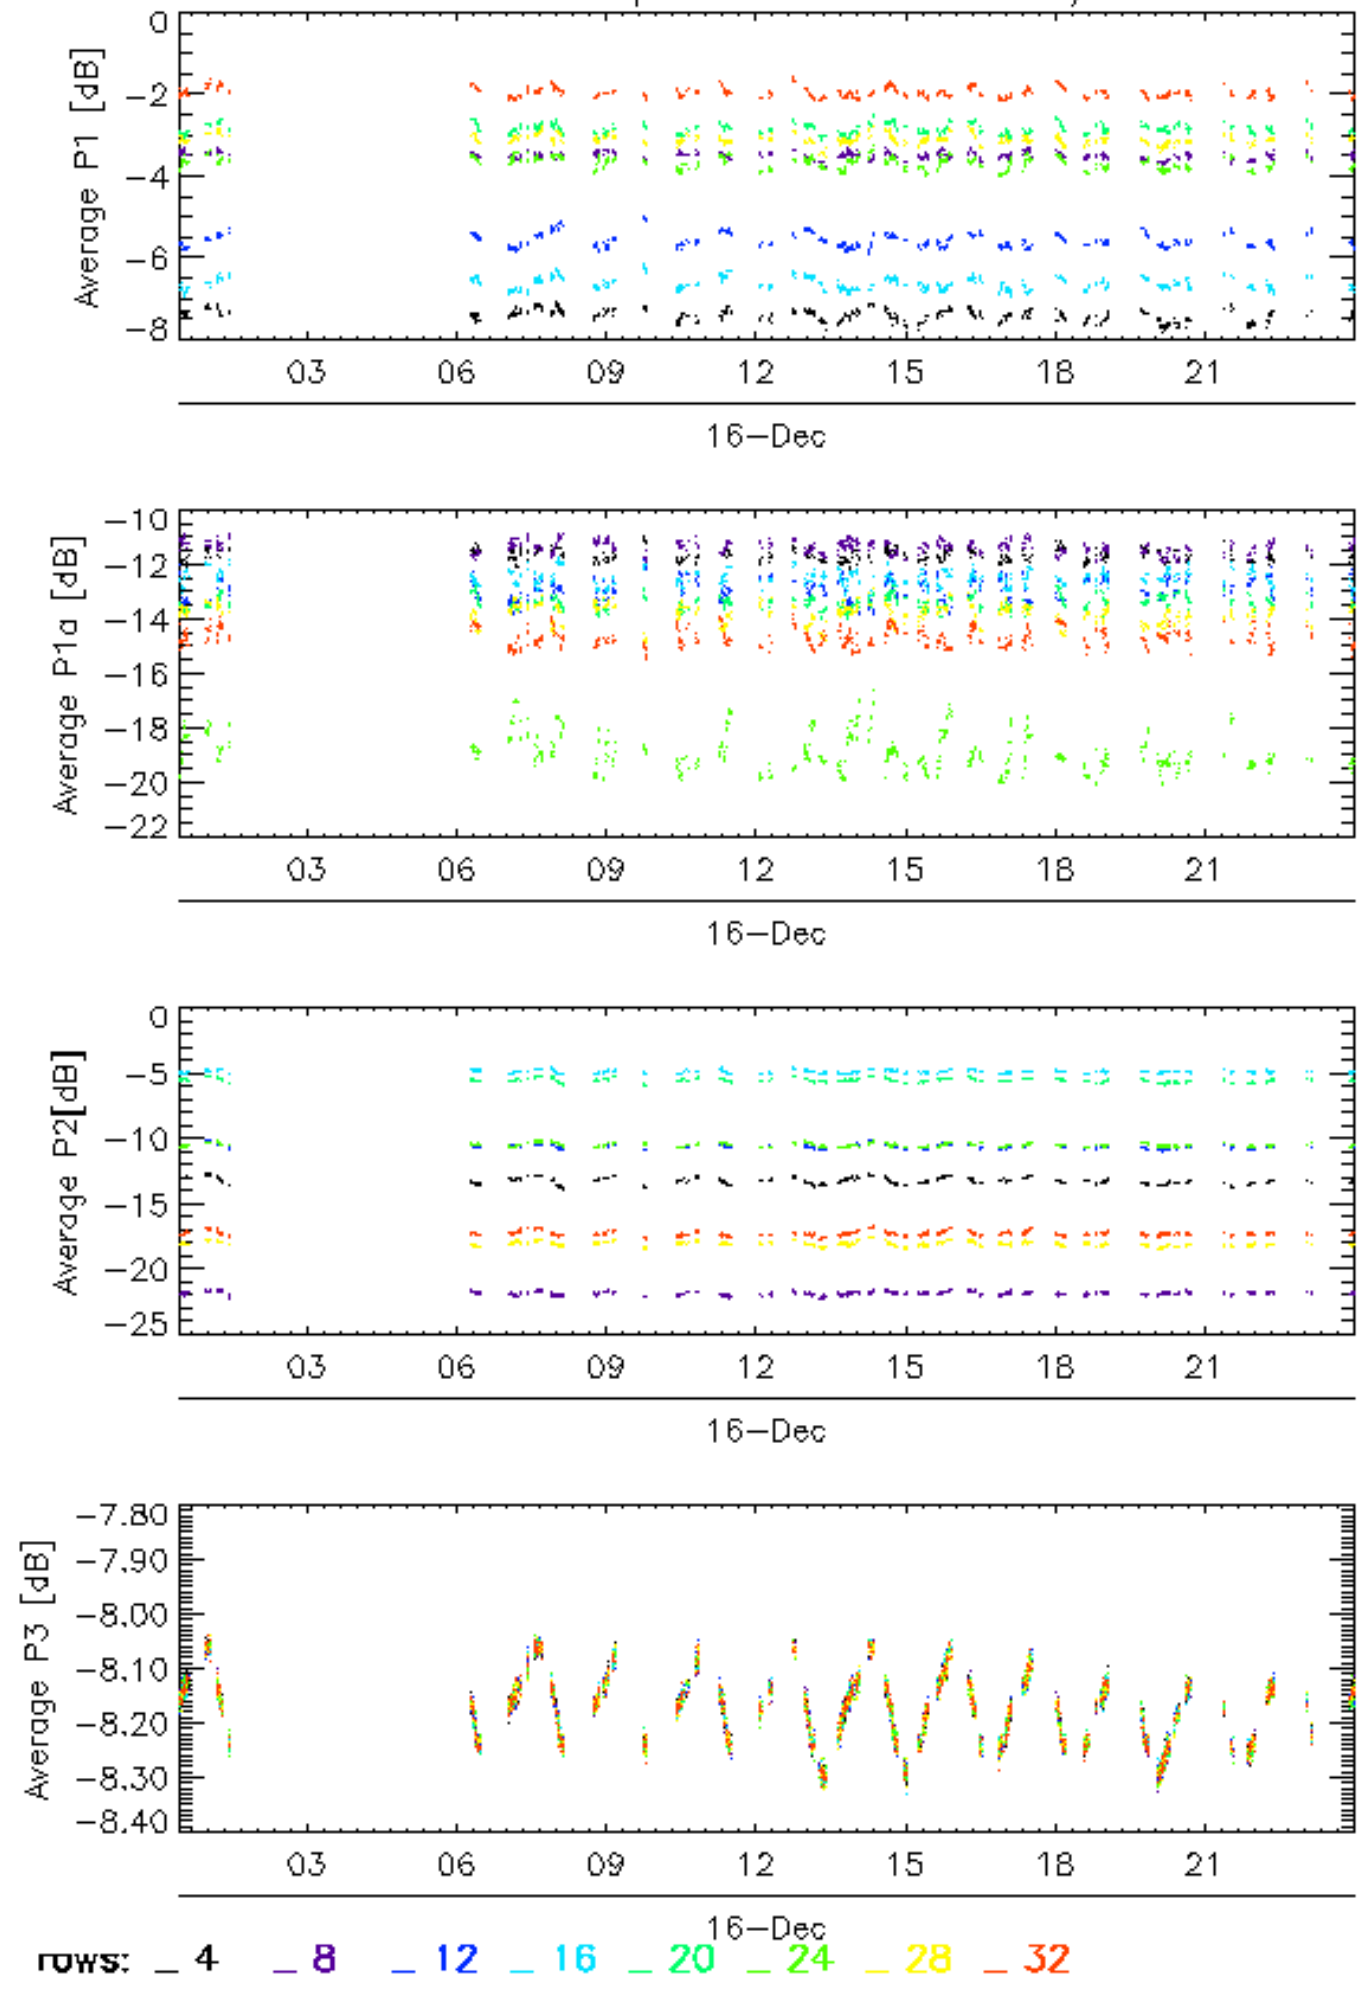 0
−2
−4
−6
−8
Average P1 [dB]
03 06 09 12 15 18 21
16−Dec
−10
−12
−14
−16
−18
−20
−22
Average P1a [dB]
03 06 09 12 15 18 21
16−Dec
0
−5
−10
−15
−20
−25
Average P2[dB]
03 06 09 12 15 18 21
16−Dec
−7.80
−7.90
−8.00
−8.10
−8.20
−8.30
−8.40
Average P3 [dB]
03 06 09 12 15 18 21
16−Dec
rows: _ 4 _ 8 _ 12 _ 16 _ 20 _ 24 _ 28 _ 32